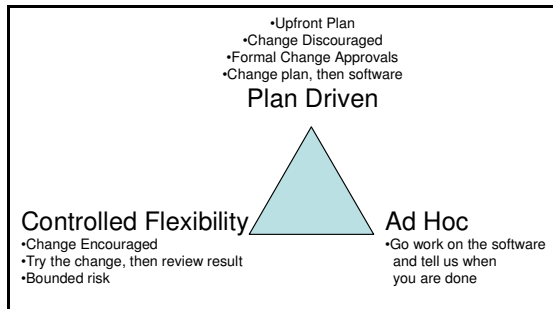 •Upfront Plan
•Change Discouraged
•Formal Change Approvals
•Change plan, then software
Plan Driven
Controlled Flexibility
•Change Encouraged
•Try the change, then review result
•Bounded risk
Ad Hoc
•Go work on the software
and tell us when
you are done